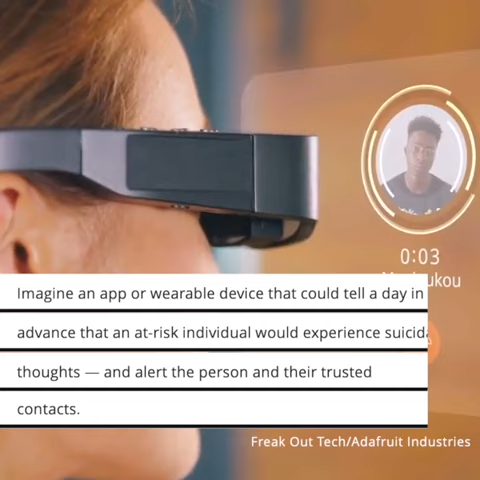 0:03
ukou
Imagine an app or wearable device that could tell a day in
advance that an at-risk individual would experience
thoughts — and alert the person and their trusted
contacts.
Freak Out Tech/Adafruit Industries